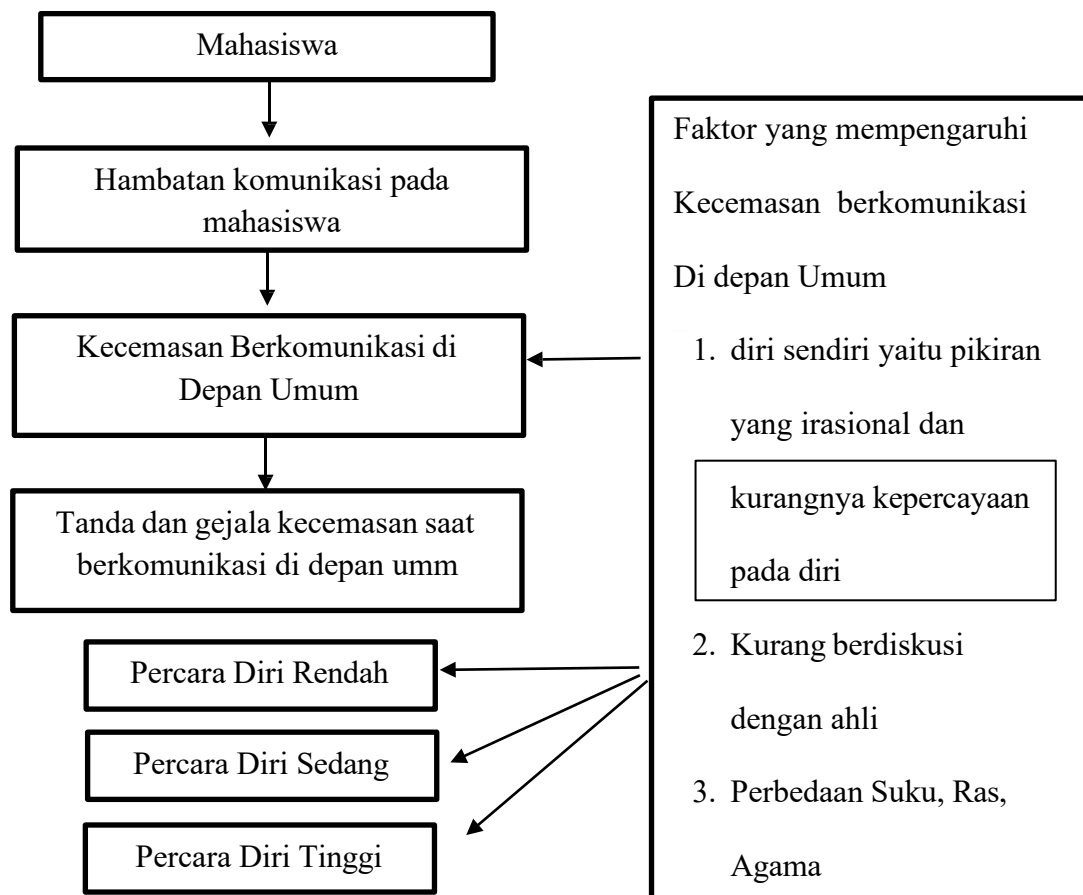 Mahasiswa
Hambatan komunikasi pada
mahasiswa
Kecemasan Berkomunikasi di
Depan Umum
Tanda dan gejala kecemasan saat
berkomunikasi di depan umm
Percara Diri Rendah
Percara Diri Sedang
Percara Diri Tinggi
Faktor yang mempengaruhi
Kecemasan berkomunikasi
Di depan Umum
1. diri sendiri yaitu pikiran
yang irasional dan
kurangnya kepercayaan
pada diri
2. Kurang berdiskusi
dengan ahli
3. Perbedaan Suku, Ras,
Agama